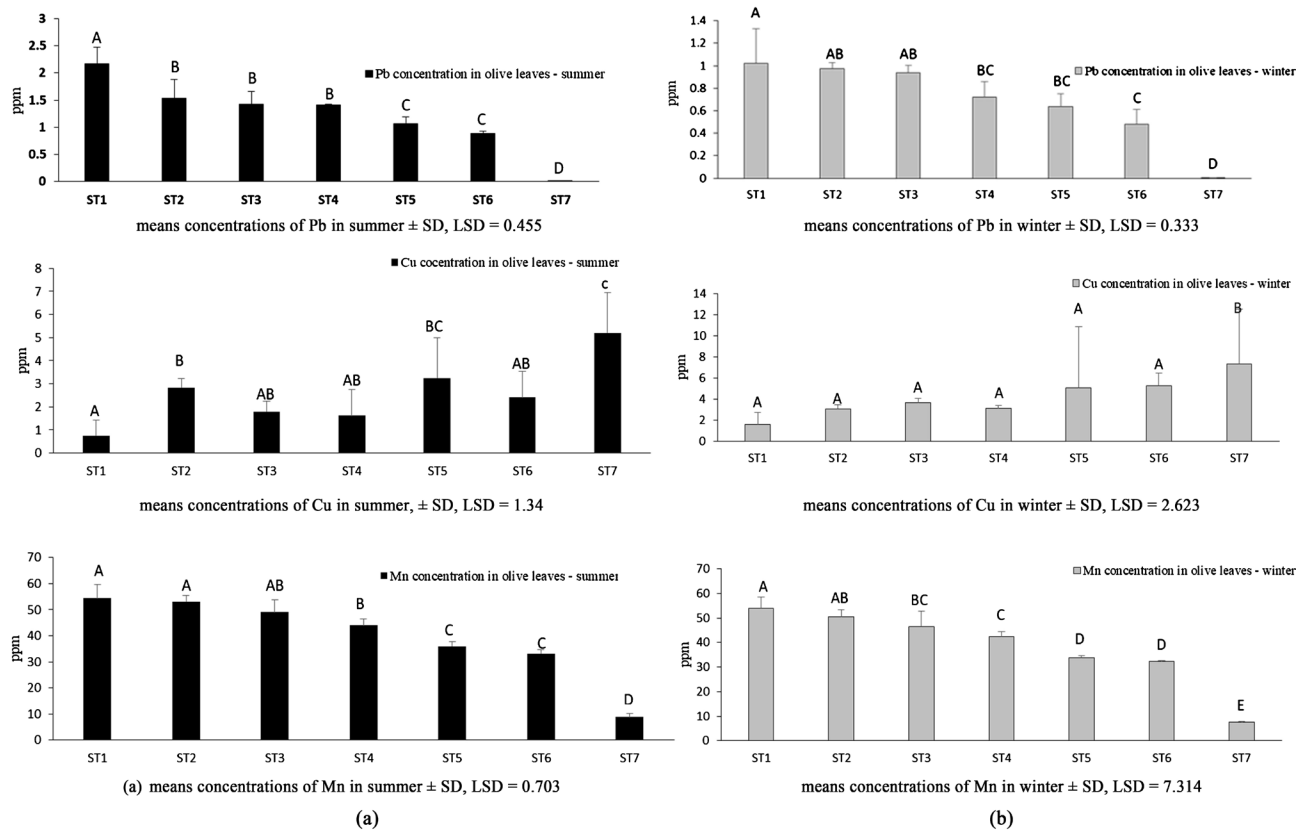 3
2.5
2
1.5
1
0.5
0
ppm
A
B
B
B
C
C
D
Pb concentration in olive leaves - summer
ST1 ST2 ST3 ST4 ST5 ST6 ST7
means concentrations of Pb in summer ± SD, LSD = 0.455
1.4
1.2
1
0.8
0.6
0.4
0.2
0
ppm
A
AB
AB
BC
BC
C
D
Pb concentration in olive leaves - winter
ST1 ST2 ST3 ST4 ST5 ST6 ST7
means concentrations of Pb in winter ± SD, LSD = 0.333
Cu cocentration in olive leaves - summer
8
7
6
5
4
3
2
1
0
ppm
A
B
AB
AB
BC
AB
c
ST1 ST2 ST3 ST4 ST5 ST6 ST7
means concentrations of Cu in summer, ± SD, LSD = 1.34
Cu concentration in olive leaves - winter
14
12
10
8
6
4
2
0
ppm
A
A
A
A
A
A
B
ST1 ST2 ST3 ST4 ST5 ST6 ST7
means concentrations of Cu in winter ± SD, LSD = 2.623
70
60
50
40
30
20
10
0
ppm
A
A
AB
B
C
C
D
Mn concentration in olive leaves - summer
ST1 ST2 ST3 ST4 ST5 ST6 ST7
(a) means concentrations of Mn in summer ± SD, LSD = 0.703
70
60
50
40
30
20
10
0
ppm
A
AB
BC
C
D
D
E
Mn concentration in olive leaves - winter
ST1 ST2 ST3 ST4 ST5 ST6 ST7
means concentrations of Mn in winter ± SD, LSD = 7.314
(a)
(b)